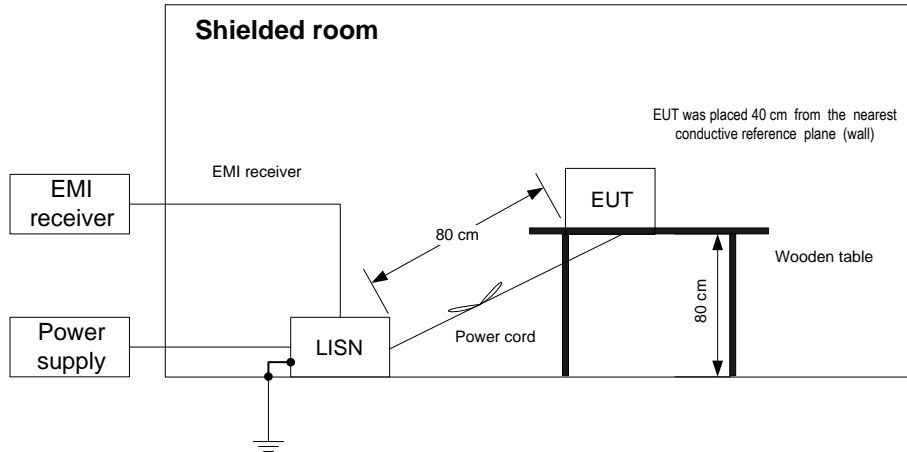 Shielded room
EUT was placed 40 cm from the nearest
conductive reference plane (wall)
EMI receiver
EMI
receiver
EUT
80 cm
Wooden table
80 cm
Power
supply
LISN
Power cord